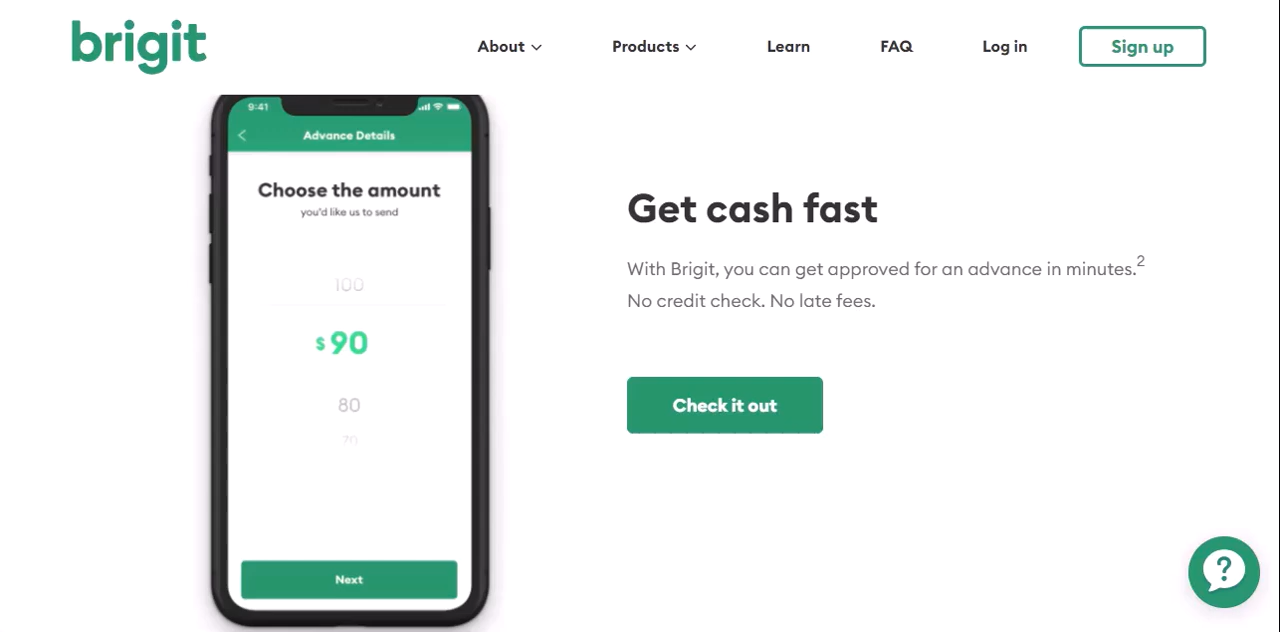 brigit
About
Products
Learn
FAQ
Log in
Sign up
9:41
Advance Details
Choose the amount
you'd like us to send
100
$ 90
80
70
Next
Get cash fast
With Brigit, you can get approved for an advance in minutes.2
No credit check. No late fees.
Check it out
?